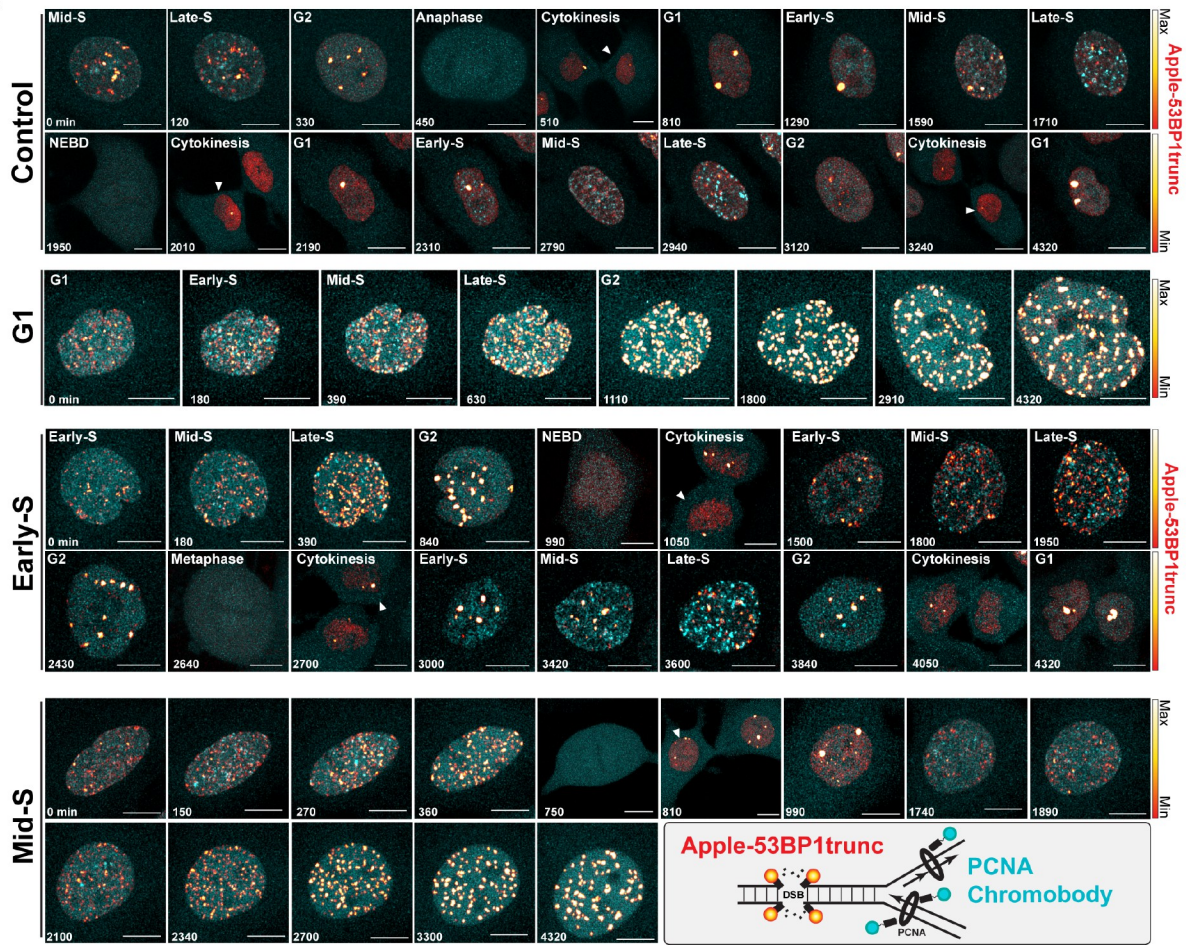 Control
Mid-S Late-S G2 Anaphase Cytokinesis G1 Early-S Mid-S Late-S
0 min 120 330 450 510 810 1290 1590 1710
NEBD Cytokinesis G1 Early-S Mid-S Late-S G2 Cytokinesis G1
1950 2010 2190 2310 2790 2940 3120 3240 4320
Max
Min
Apple-53BP1trunc
G1
G1 Early-S Mid-S Late-S G2
0 min 180 390 630 1110 1800 2910 4320
Max
Min
Early-S
Early-S Mid-S Late-S G2 NEBD Cytokinesis Early-S Mid-S Late-S
0 min 180 390 840 990 1050 1500 1800 1950
G2 Metaphase Cytokinesis Early-S Mid-S Late-S G2 Cytokinesis G1
2430 2640 2700 3000 3420 3600 3840 4050 4320
Apple-53BP1trunc
Mid-S
0 min 150 270 360 750 810 990 1740 1890
2100 2340 2700 3300 4320
Max
Min
Apple-53BP1trunc
DSB
PCNA
Chromobody
PCNA